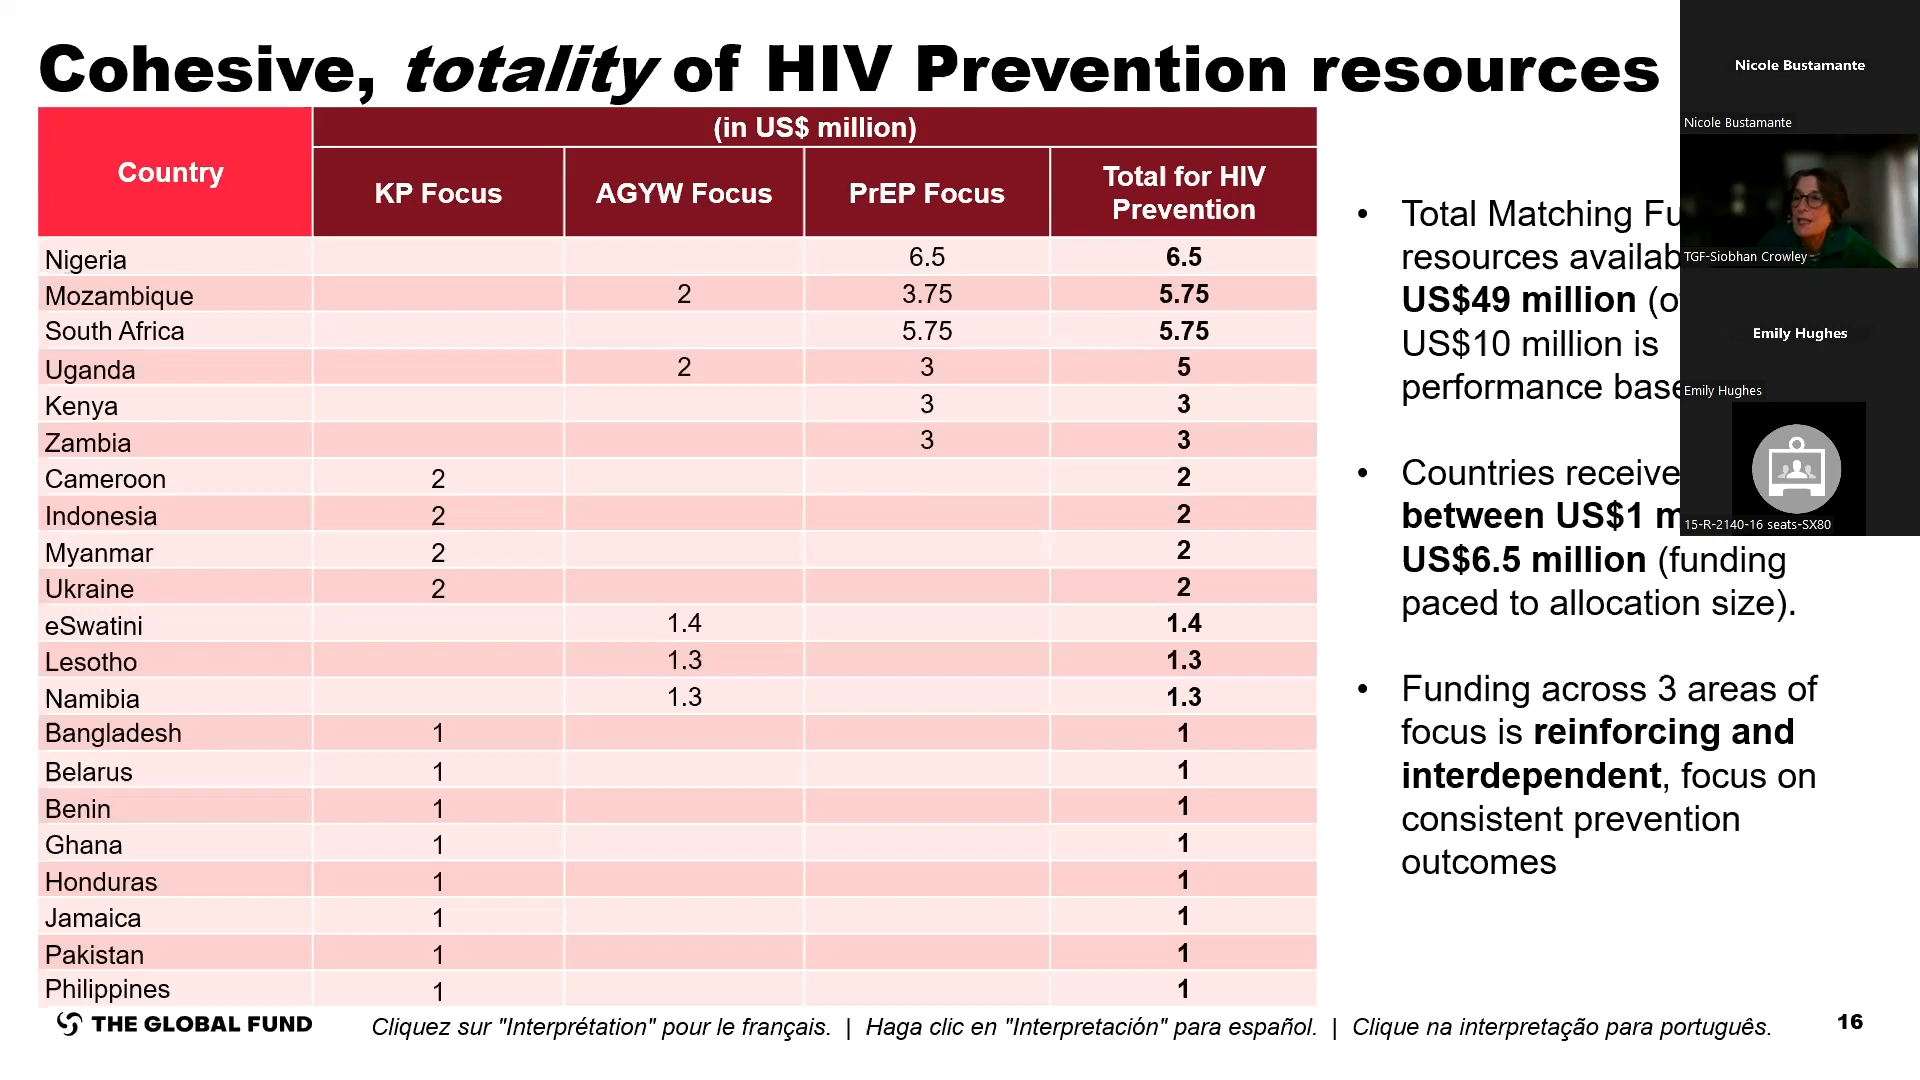 Cohesive, totality of HIV Prevention resources
Country
(in US$ million)
KP Focus AGYW Focus PrEP Focus Total for HIV Prevention
Nigeria 6.5 6.5
Mozambique 2 3.75 5.75
South Africa 5.75 5.75
Uganda 2 3 5
Kenya 3 3
Zambia 3 3
Cameroon 2 2
Indonesia 2 2
Myanmar 2 2
Ukraine 2 2
eSwatini 1.4 1.4
Lesotho 1.3 1.3
Namibia 1.3 1.3
Bangladesh 1 1
Belarus 1 1
Benin 1 1
Ghana 1 1
Honduras 1 1
Jamaica 1 1
Pakistan 1 1
Philippines 1 1
• Total Matching
resources
US$49 million
US$10 million is
performance
• Countries receive
between US$1
US$6.5 million (funding
paced to allocation size).
• Funding across 3 areas of
focus is reinforcing and
interdependent, focus on
consistent prevention
outcomes
Nicole Bustamante
Nicole Bustamante
TGF-Siobhan Crowley
Emily Hughes
Emily Hughes
15-R-2140-16 seats-SX80
THE GLOBAL FUND
Cliquez sur "Interprétation" pour le français. | Haga clic en "Interpretación" para español. | Clique na interpretação para português.
16